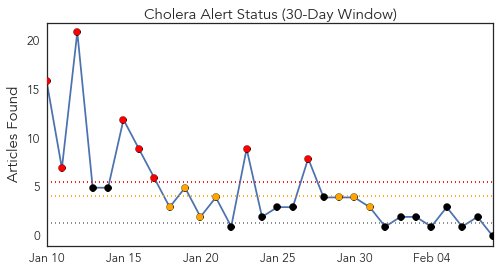 Cholera Alert Status (30-Day Window)
Articles Found
20
15
10
5
0
Jan 10
Jan 15
Jan 20
Jan 25
Jan 30
Feb 04